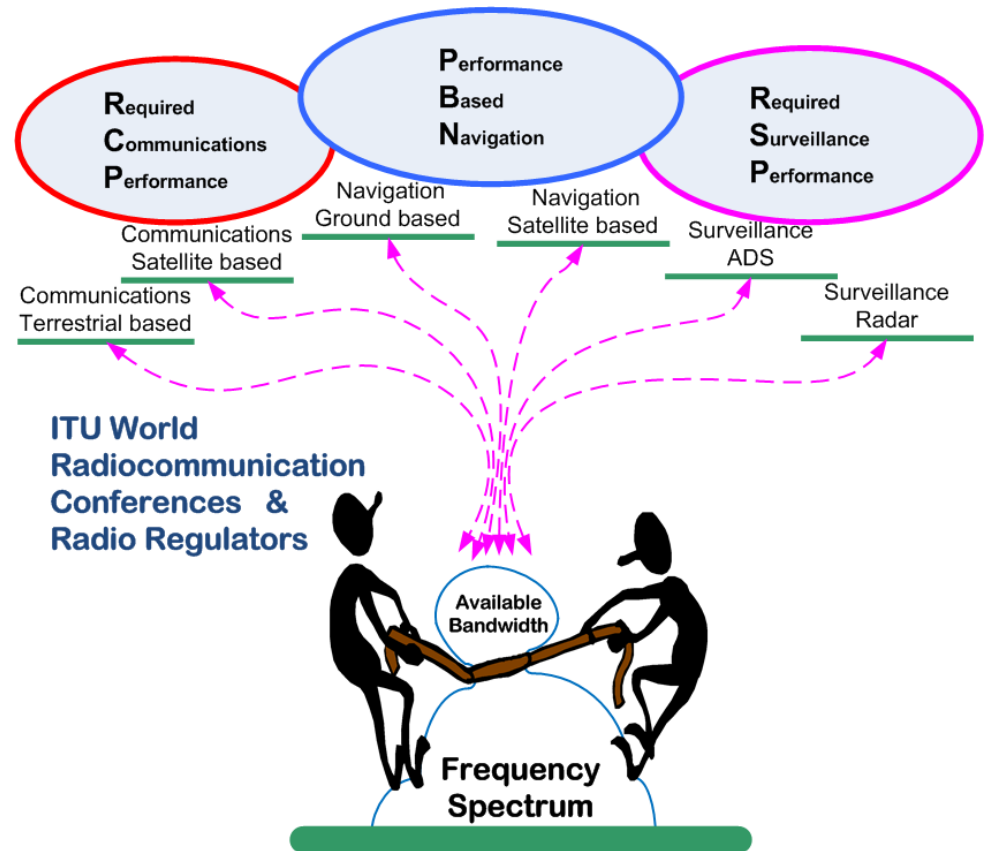 Required
Communications
Performance
Performance
Based
Navigation
Required
Surveillance
Performance
Navigation
Ground based
Navigation
Satellite based
Communications
Satellite based
Surveillance
ADS
Communications
Terrestrial based
Surveillance
Radar
ITU World
Radiocommunication
Conferences &
Radio Regulators
Available
Bandwidth
Frequency
Spectrum